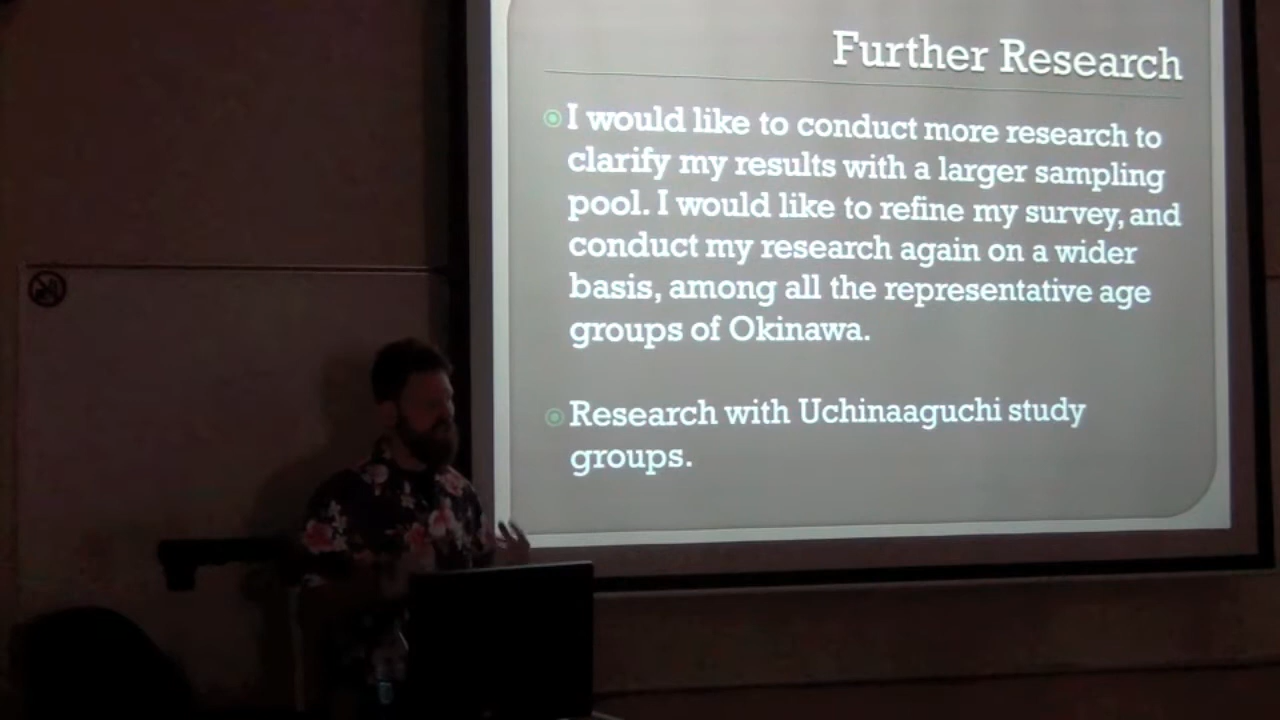 Further Research
I would like to conduct more research to
clarify my results with a larger sampling
pool. I would like to refine my survey, and
conduct my research again on a wider
basis, among all the representative age
groups of Okinawa.
Research with Uchinaaguchi study
groups.